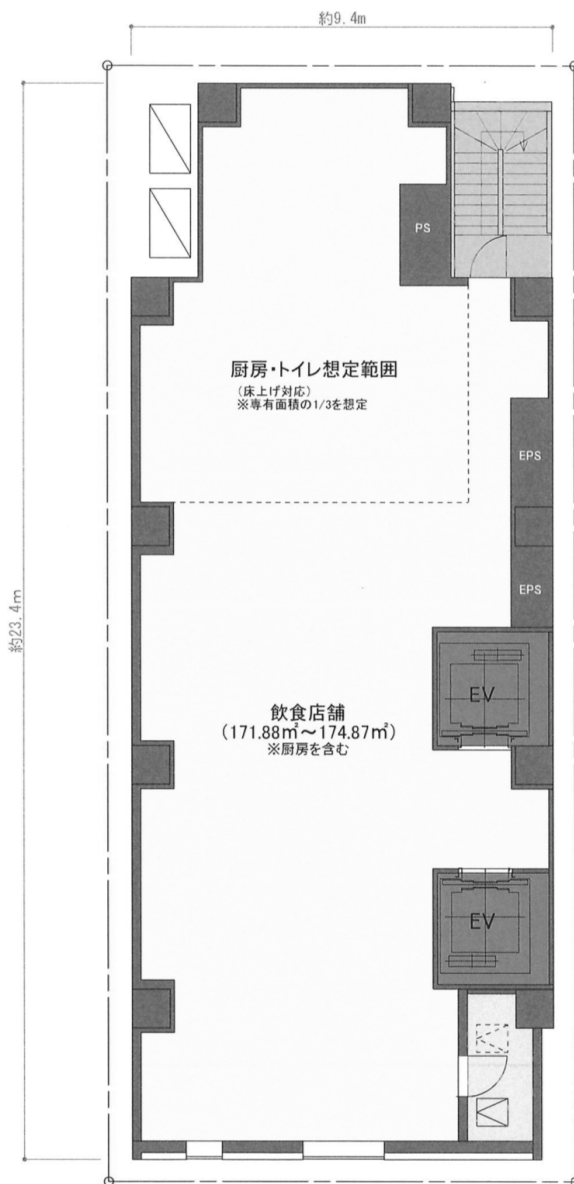 約9.4m
PS
厨房・トイレ想定範囲
(床上げ対応)
※専有面積の1/3を想定
EPS
EPS
約23.4m
EV
飲食店舗
(171.88㎡～174.87㎡)
※厨房を含む
EV